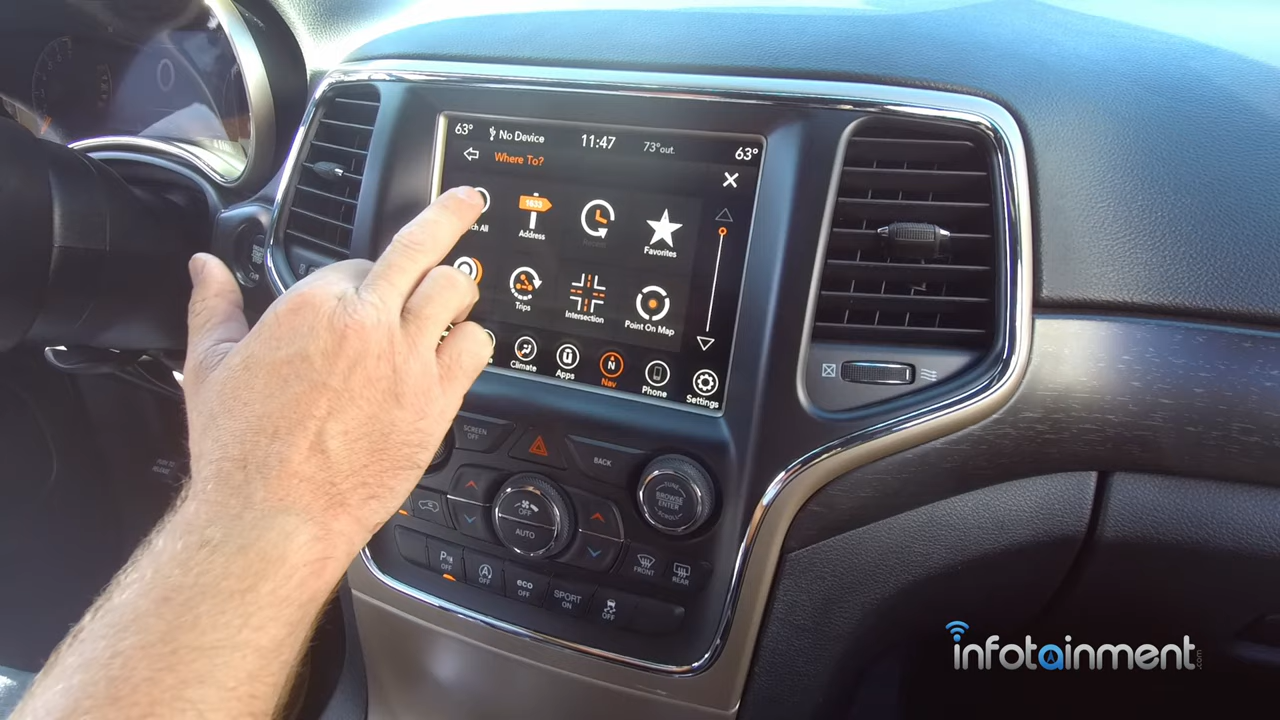 63° No Device 11:47 73°out. 63°
Where To?
1633
Address
Favorites
Trips
Intersection
Point On Map
Climate
Apps
N
Nav
Phone
Settings
SCREEN
OFF
BACK
TUNE
BROWSE
ENTER
OFF
AUTO
FRONT
REAR
P
OFF
A
OFF
eco
OFF
SPORT
ON
OFF
infotainment.com